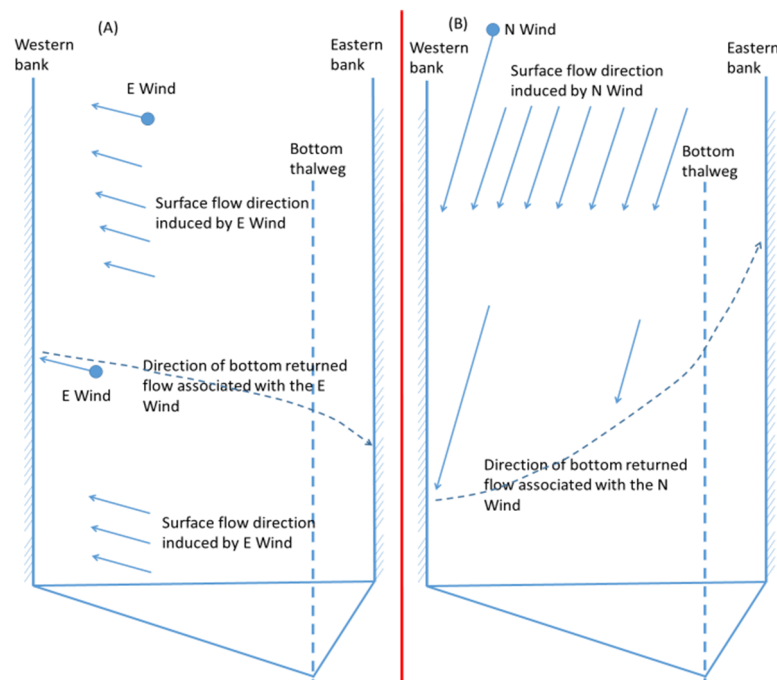 (A)
Western
bank
Eastern
bank
E Wind
Bottom
thalweg
Surface flow direction
induced by E Wind
Direction of bottom returned
flow associated with the E
Wind
E Wind
Surface flow direction
induced by E Wind
(B)
N Wind
Western
bank
Eastern
bank
Surface flow direction
induced by N Wind
Bottom
thalweg
Direction of bottom returned
flow associated with the N
Wind